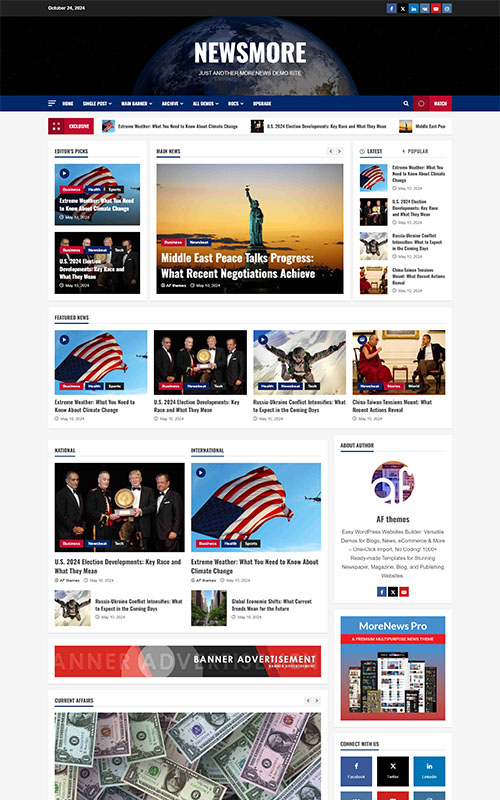 October 24, 2024
NEWSMORE
JUST ANOTHER MORENEWS DEMO SITE
HOME SINGLE POST MAIN BANNER ARCHIVE ALL DEMOS DOCS UPGRADE WATCH
EXCLUSIVE Extreme Weather: What You Need to Know About Climate Change U.S. 2024 Election Developments: Key Race and What They Mean Middle East Pea
EDITOR'S PICKS
Business Health Sports
Extreme Weather: What You Need
to Know About Climate Change
May 10, 2024
Business Newsbeat Tech
U.S. 2024 Election
Developments: Key Race and
What They Mean
May 10, 2024
MAIN NEWS
Business Newsbeat
Middle East Peace Talks Progress:
What Recent Negotiations Achieve
AF themes May 10, 2024
LATEST POPULAR
Extreme Weather: What You
Need to Know About Climate
Change
May 10, 2024
U.S. 2024 Election
Developments: Key Race
and What They Mean
May 10, 2024
Russia-Ukraine Conflict
Intensifies: What to Expect
in the Coming Days
May 10, 2024
China-Taiwan Tensions
Mount: What Recent Actions
Reveal
May 10, 2024
FEATURED NEWS
Business Health Sports
Extreme Weather: What You Need to
Know About Climate Change
May 10, 2024
Business Newsbeat Tech
U.S. 2024 Election Developments: Key
Race and What They Mean
May 10, 2024
Health Newsbeat Tech
Russia-Ukraine Conflict Intensifies: What
to Expect in the Coming Days
May 10, 2024
Newsbeat Stories World
China-Taiwan Tensions Mount: What
Recent Actions Reveal
May 10, 2024
NATIONAL
Business Newsbeat Tech
U.S. 2024 Election Developments: Key Race and
What They Mean
AF themes May 10, 2024
Russia-Ukraine Conflict Intensifies: What
to Expect in the Coming Days
May 10, 2024
INTERNATIONAL
Business Health Sports
Extreme Weather: What You Need to Know About
Climate Change
AF themes May 10, 2024
Global Economic Shifts: What Current
Trends Mean for the Future
May 10, 2024
ABOUT AUTHOR
af
AF themes
Easy WordPress Websites Builder: Versatile
Demos for Blogs, News, eCommerce & More
– One-Click Import, No Coding! 1000+
Ready-made Templates for Stunning
Newspaper, Magazine, Blog, and Publishing
Websites.
MoreNews Pro
A PREMIUM MULTIPURPOSE NEWS THEME
BANNER ADVERTISEMENT
BANNER ADVERTISEMENT
CURRENT AFFAIRS
CONNECT WITH US
Facebook Twitter Linkedin